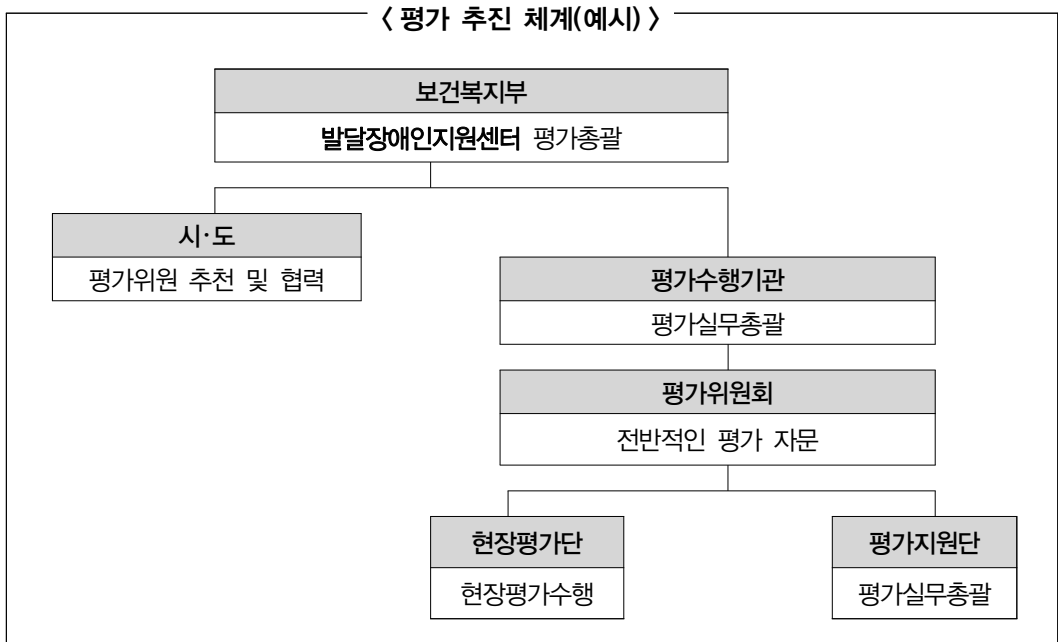 〈 평가 추진 체계(예시) 〉
보건복지부
발달장애인지원센터 평가총괄
시·도
평가위원 추천 및 협력
평가수행기관
평가실무총괄
평가위원회
전반적인 평가 자문
현장평가단
현장평가수행
평가지원단
평가실무총괄